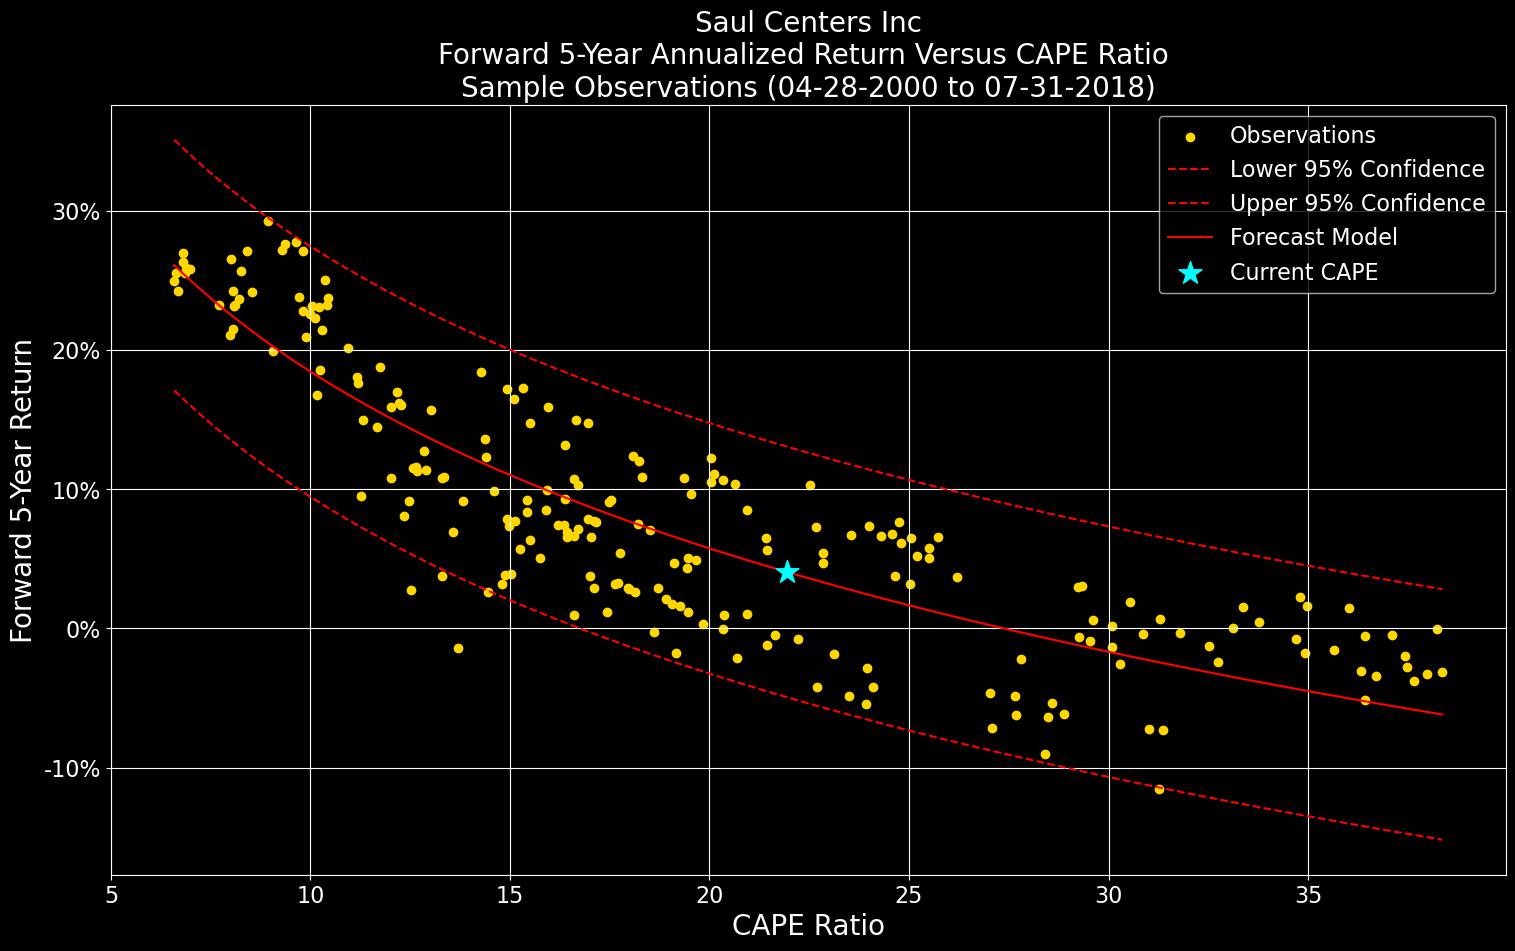 Saul Centers Inc
Forward 5-Year Annualized Return Versus CAPE Ratio
Sample Observations (04-28-2000 to 07-31-2018)
Observations
Lower 95% Confidence
Upper 95% Confidence
Forecast Model
Current CAPE
Forward 5-Year Return
30%
20%
10%
0%
-10%
5 10 15 20 25 30 35
CAPE Ratio